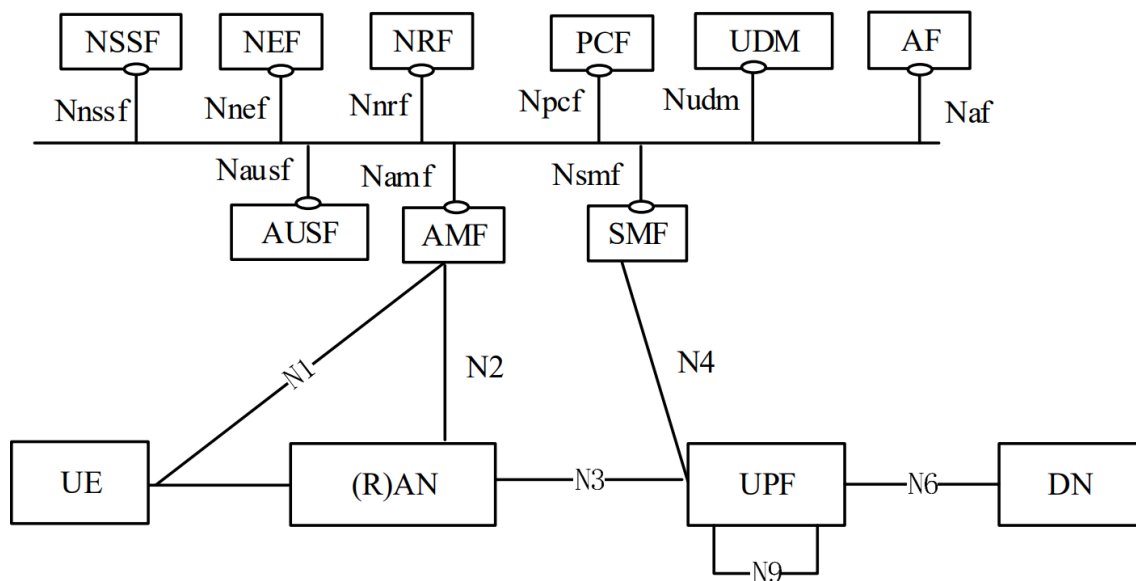 NSSF NEF NRF PCF UDM AF
Nnssf Nnef Nnrf Npcf Nudm Naf
Nausf Namf Nsmf
AUSF AMF SMF
N1 N2 N4
UE (R)AN N3 UPF N6 DN
N9